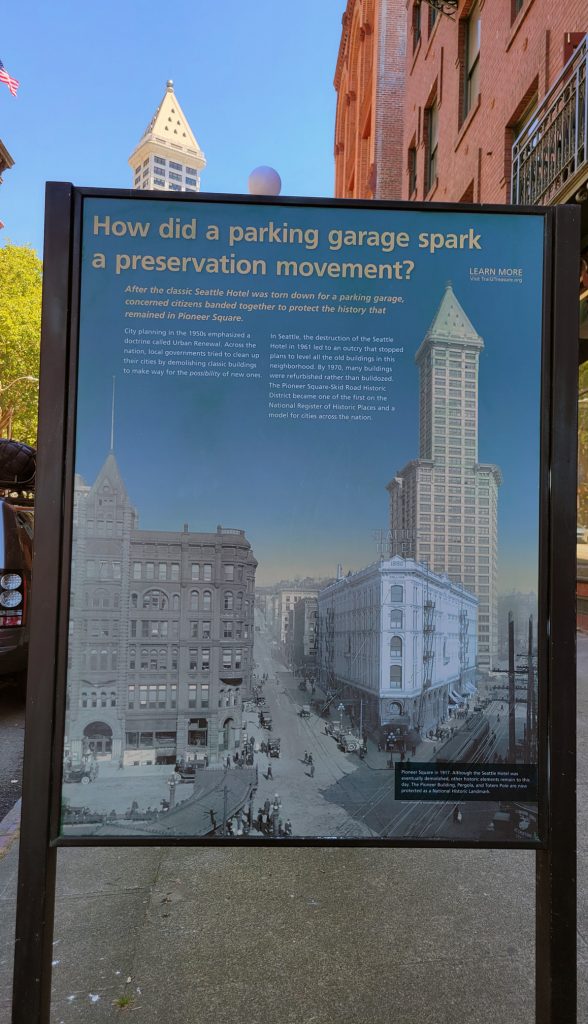 How did a parking garage spark
a preservation movement?
LEARN MORE
Visit Trail2Treasure.org
After the classic Seattle Hotel was torn down for a parking garage,
concerned citizens banded together to protect the history that
remained in Pioneer Square.
City planning in the 1950s emphasized a
doctrine called Urban Renewal. Across the
nation, local governments tried to clean up
their cities by demolishing classic buildings
to make way for the possibility of new ones.
In Seattle, the destruction of the Seattle
Hotel in 1961 led to an outcry that stopped
plans to level all the old buildings in this
neighborhood. By 1970, many buildings
were refurbished rather than bulldozed.
The Pioneer Square-Skid Road Historic
District became one of the first on the
National Register of Historic Places and a
model for cities across the nation.
Pioneer Square in 1917. Although the Seattle Hotel was
eventually demolished, other historic elements remain to this
day. The Pioneer Building, Pergola, and Totem Pole are now
protected as a National Historic Landmark.